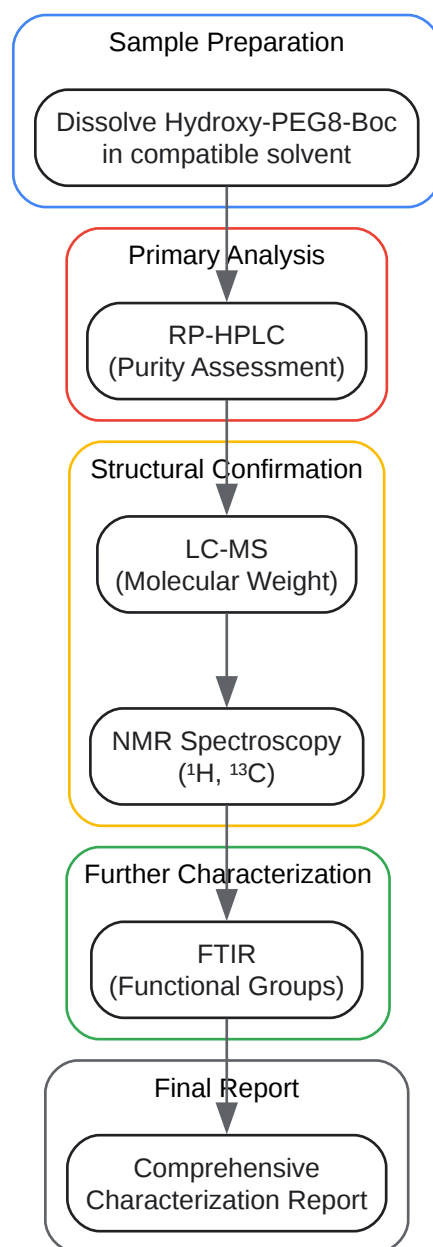 Sample Preparation
Dissolve Hydroxy-PEG8-Boc
in compatible solvent
Primary Analysis
RP-HPLC
(Purity Assessment)
Structural Confirmation
LC-MS
(Molecular Weight)
NMR Spectroscopy
(¹H, ¹³C)
Further Characterization
FTIR
(Functional Groups)
Final Report
Comprehensive
Characterization Report